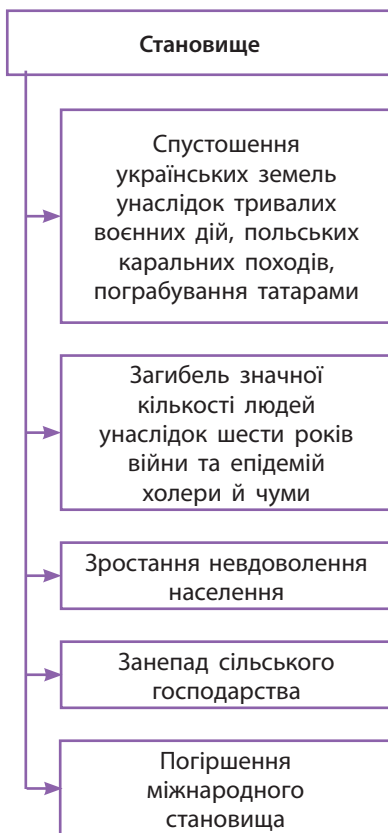 Становище
Спустошення
українських земель
унаслідок тривалих
воєнних дій, польських
каральних походів,
пограбування татарами
Загибель значної
кількості людей
унаслідок шести років
війни та епідемій
холери й чуми
Зростання невдоволення
населення
Занепад сільського
господарства
Погіршення
міжнародного
становища